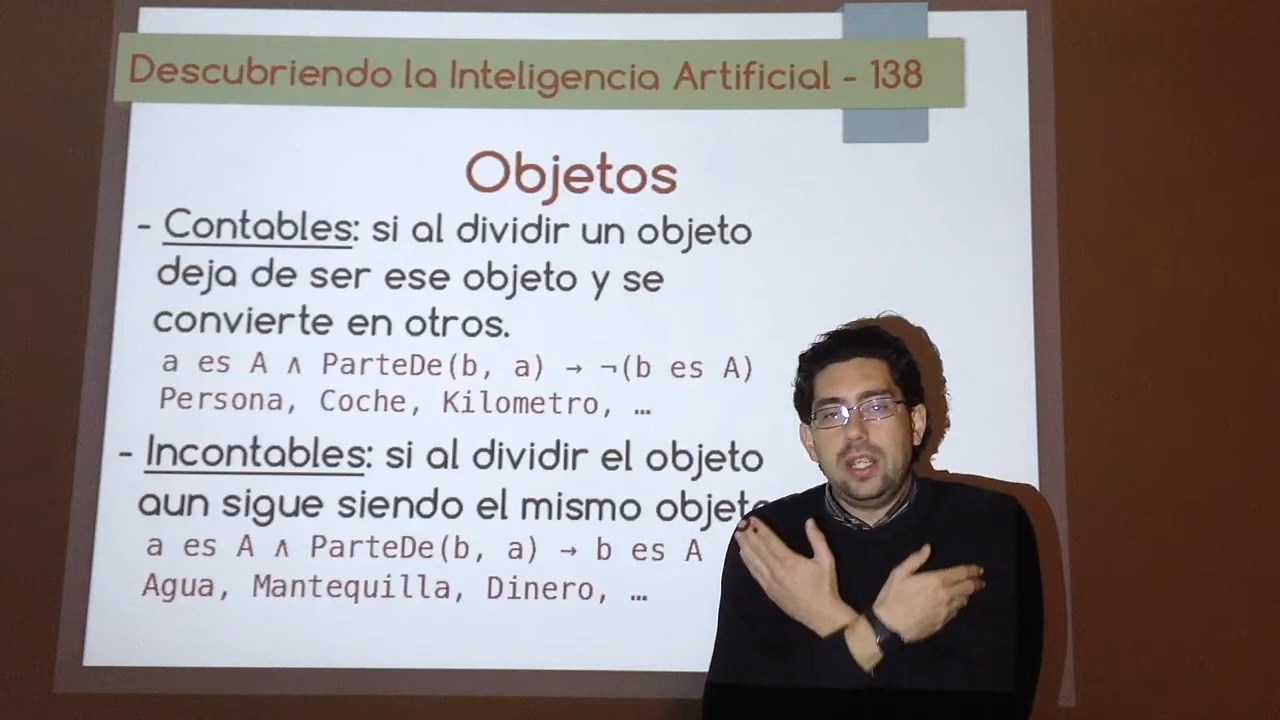 Descubriendo la Inteligencia Artificial - 138
Objetos
- Contables: si al dividir un objeto
deja de ser ese objeto y se
convierte en otros.
a es A ∧ ParteDe(b, a) → ¬(b es A)
Persona, Coche, Kilometro, …
- Incontables: si al dividir el objeto
aun sigue siendo el mismo objeto
a es A ∧ ParteDe(b, a) → b es A
Agua, Mantequilla, Dinero, …